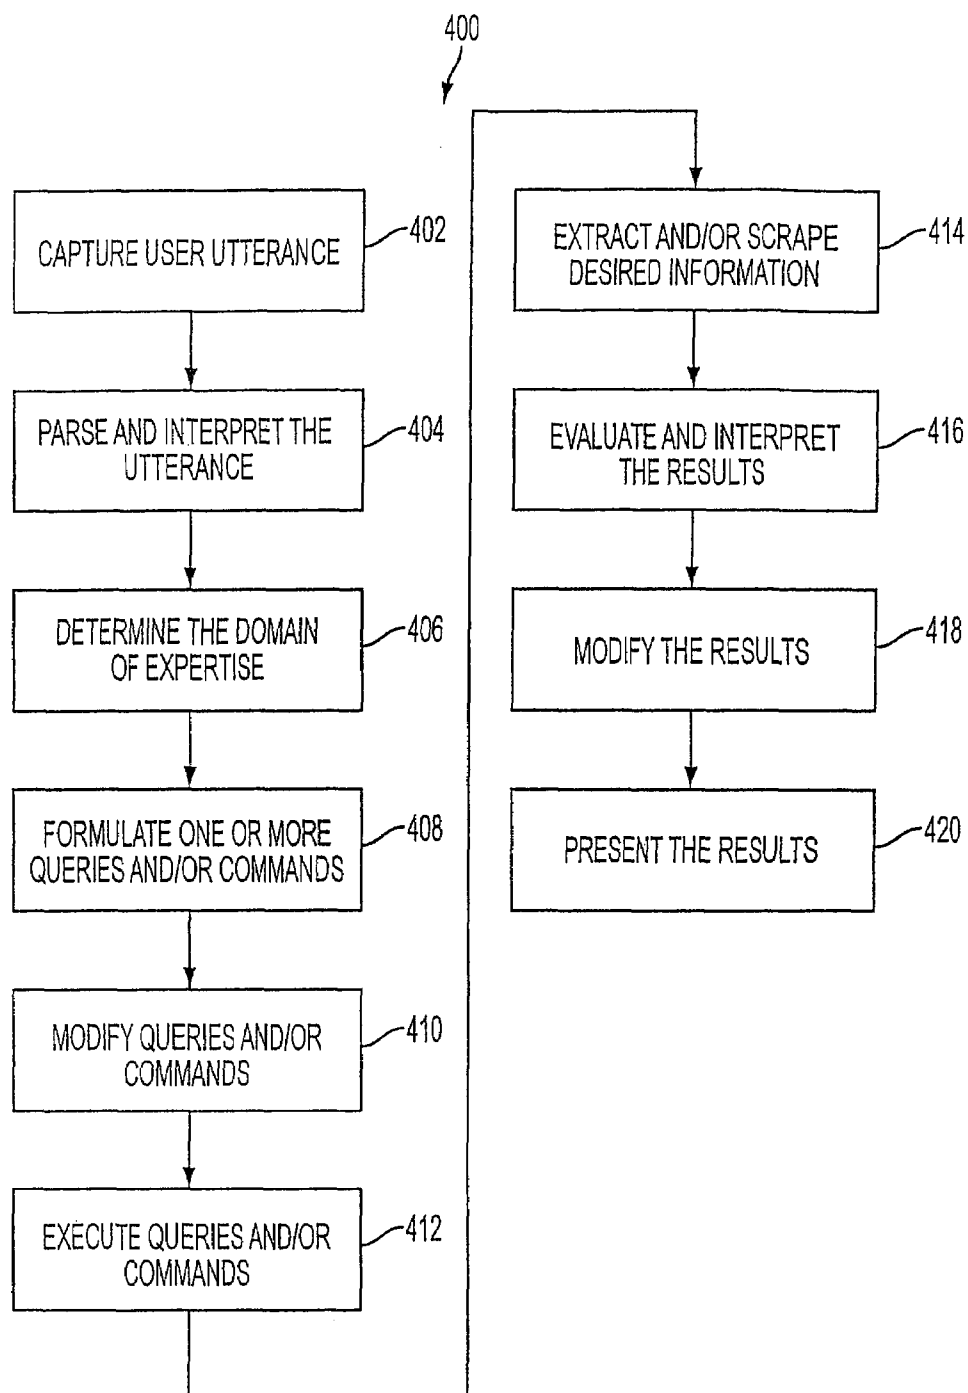 400
CAPTURE USER UTTERANCE
402
PARSE AND INTERPRET THE
UTTERANCE
404
DETERMINE THE DOMAIN
OF EXPERTISE
406
FORMULATE ONE OR MORE
QUERIES AND/OR COMMANDS
408
MODIFY QUERIES AND/OR
COMMANDS
410
EXECUTE QUERIES AND/OR
COMMANDS
412
EXTRACT AND/OR SCRAPE
DESIRED INFORMATION
414
EVALUATE AND INTERPRET
THE RESULTS
416
MODIFY THE RESULTS
418
PRESENT THE RESULTS
420